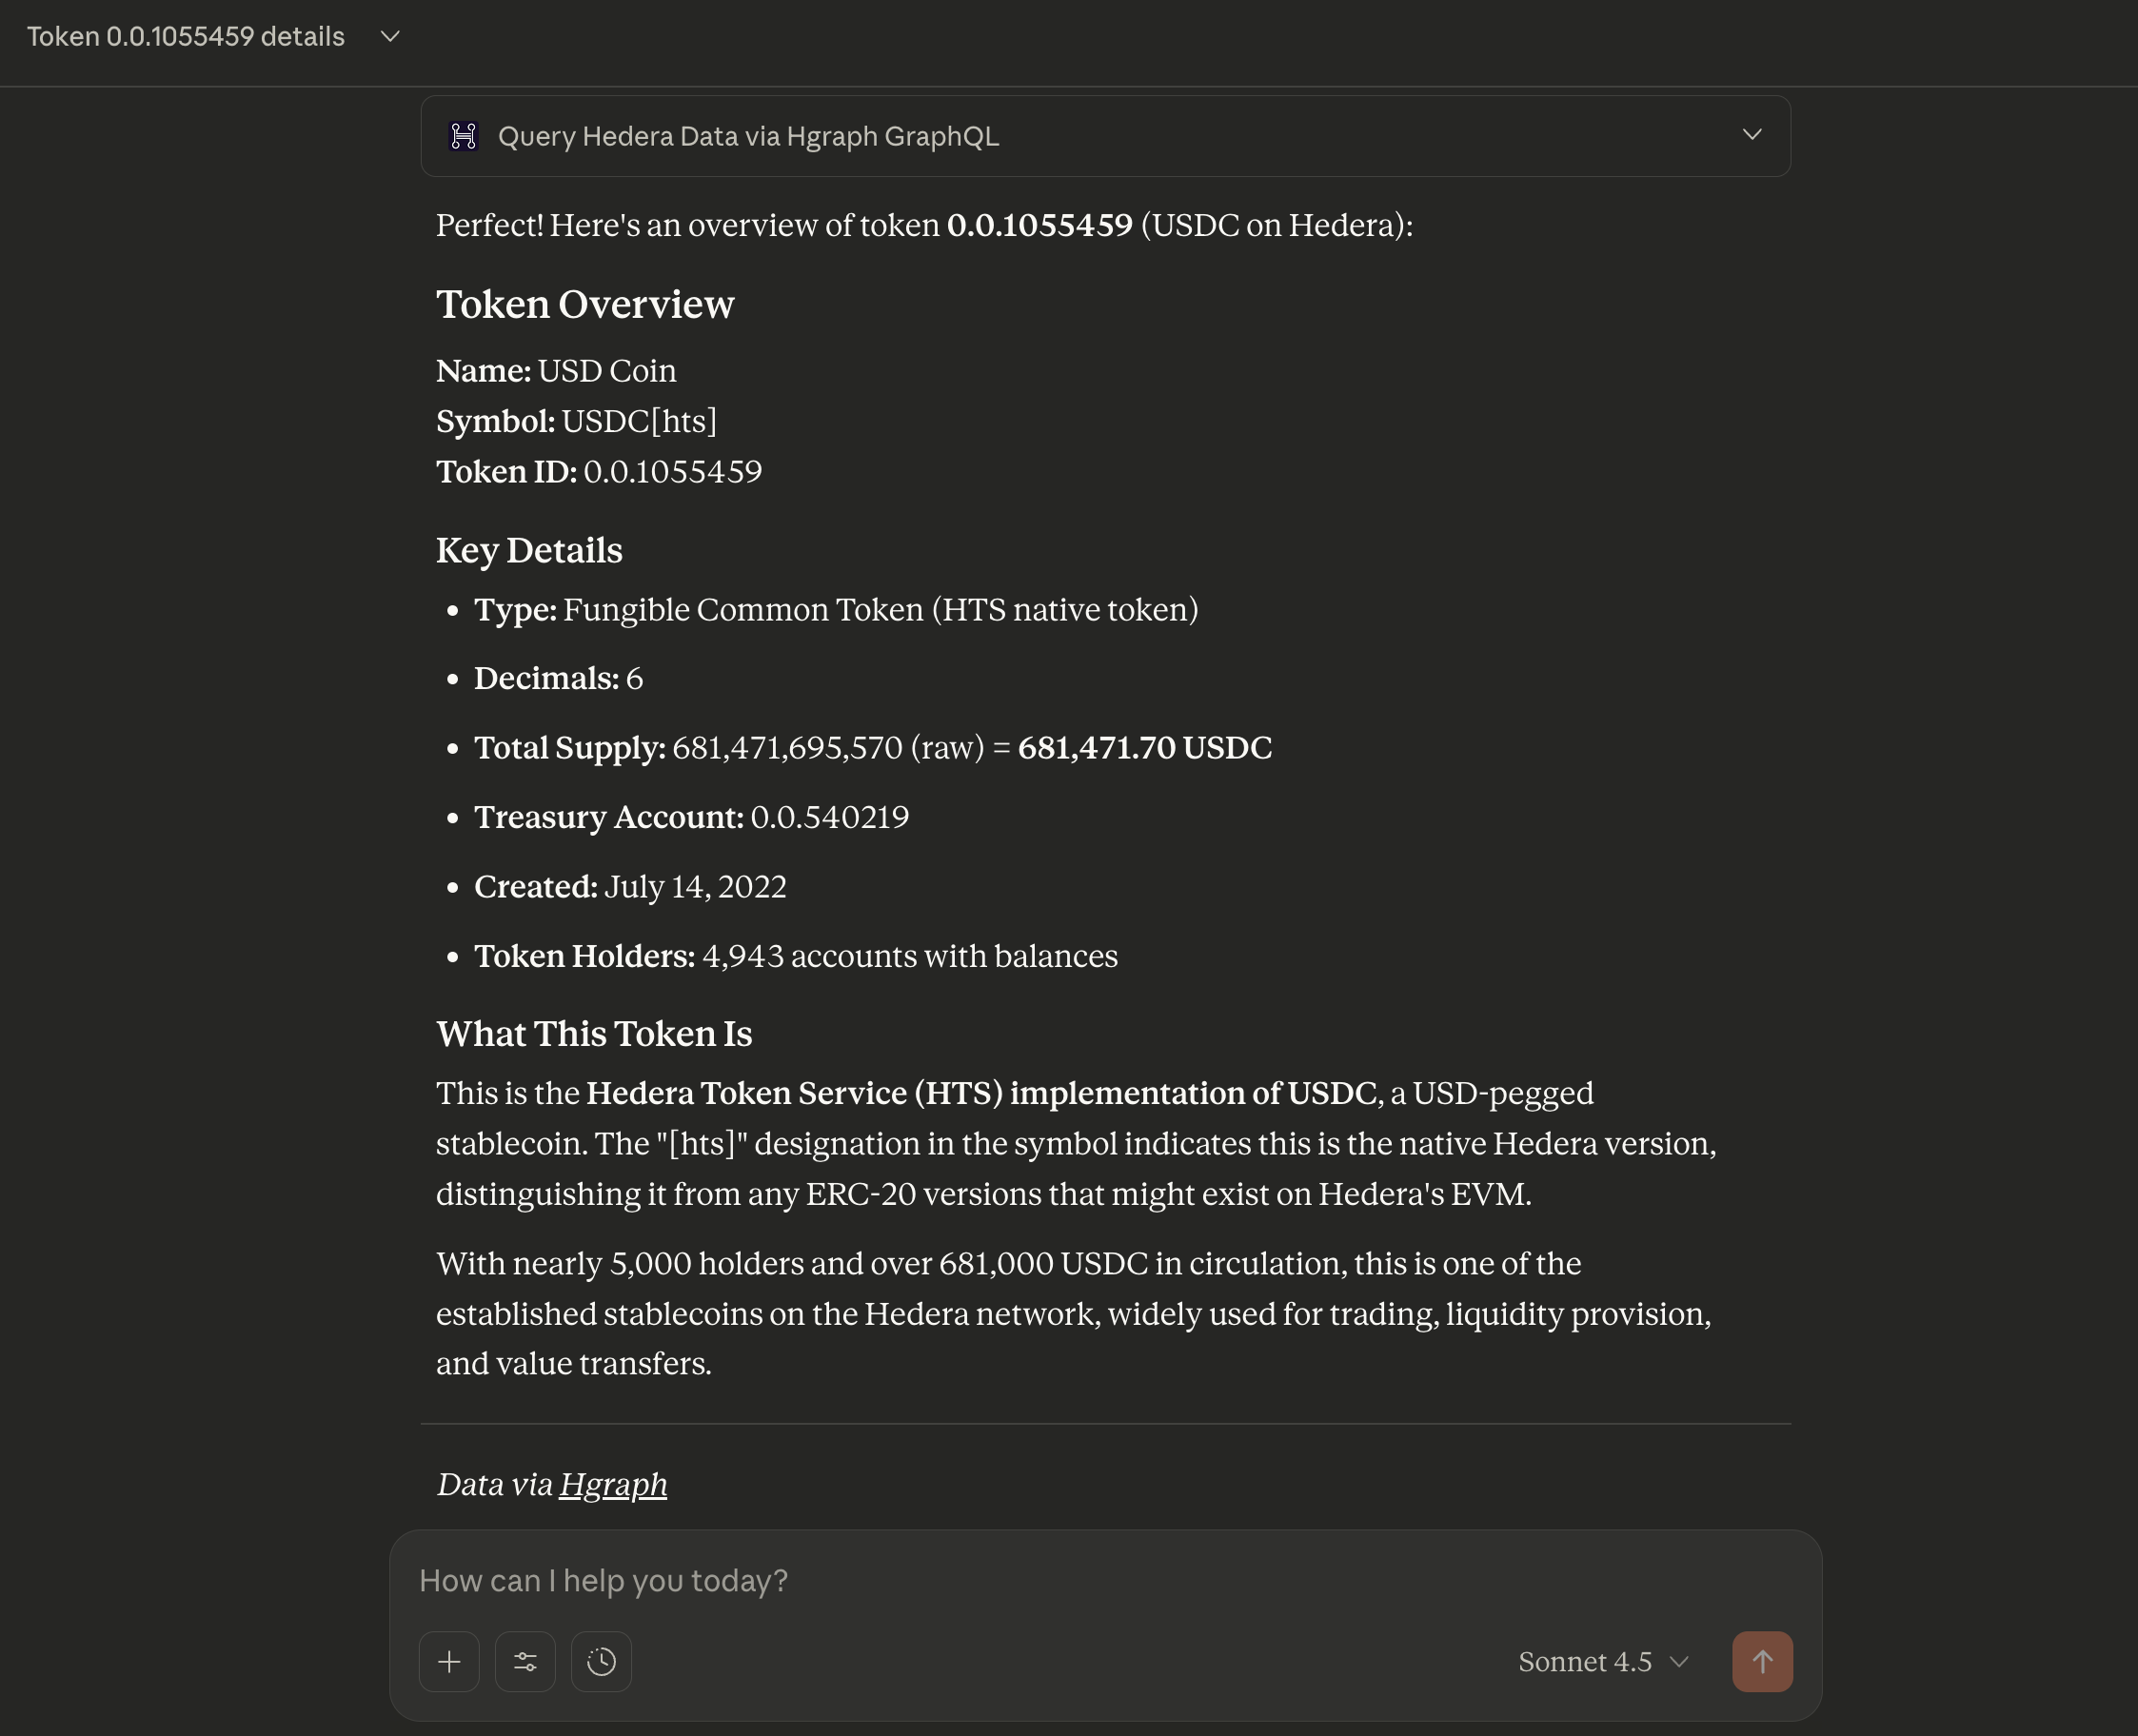 Token 0.0.1055459 details
Query Hedera Data via Hgraph GraphQL
Perfect! Here's an overview of token 0.0.1055459 (USDC on Hedera):
Token Overview
Name: USD Coin
Symbol: USDC[hts]
Token ID: 0.0.1055459
Key Details
• Type: Fungible Common Token (HTS native token)
• Decimals: 6
• Total Supply: 681,471,695,570 (raw) = 681,471.70 USDC
• Treasury Account: 0.0.540219
• Created: July 14, 2022
• Token Holders: 4,943 accounts with balances
What This Token Is
This is the Hedera Token Service (HTS) implementation of USDC, a USD-pegged
stablecoin. The "[hts]" designation in the symbol indicates this is the native Hedera version,
distinguishing it from any ERC-20 versions that might exist on Hedera's EVM.
With nearly 5,000 holders and over 681,000 USDC in circulation, this is one of the
established stablecoins on the Hedera network, widely used for trading, liquidity provision,
and value transfers.
Data via Hgraph
How can I help you today?
Sonnet 4.5